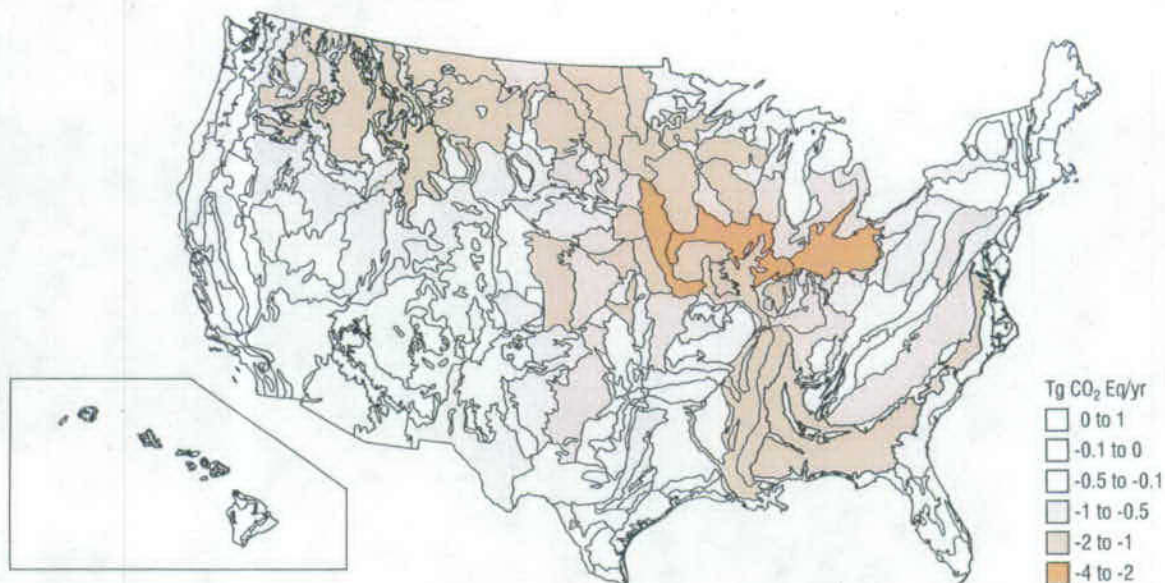 Tg CO₂ Eq/yr
0 to 1
-0.1 to 0
-0.5 to -0.1
-1 to -0.5
-2 to -1
-4 to -2